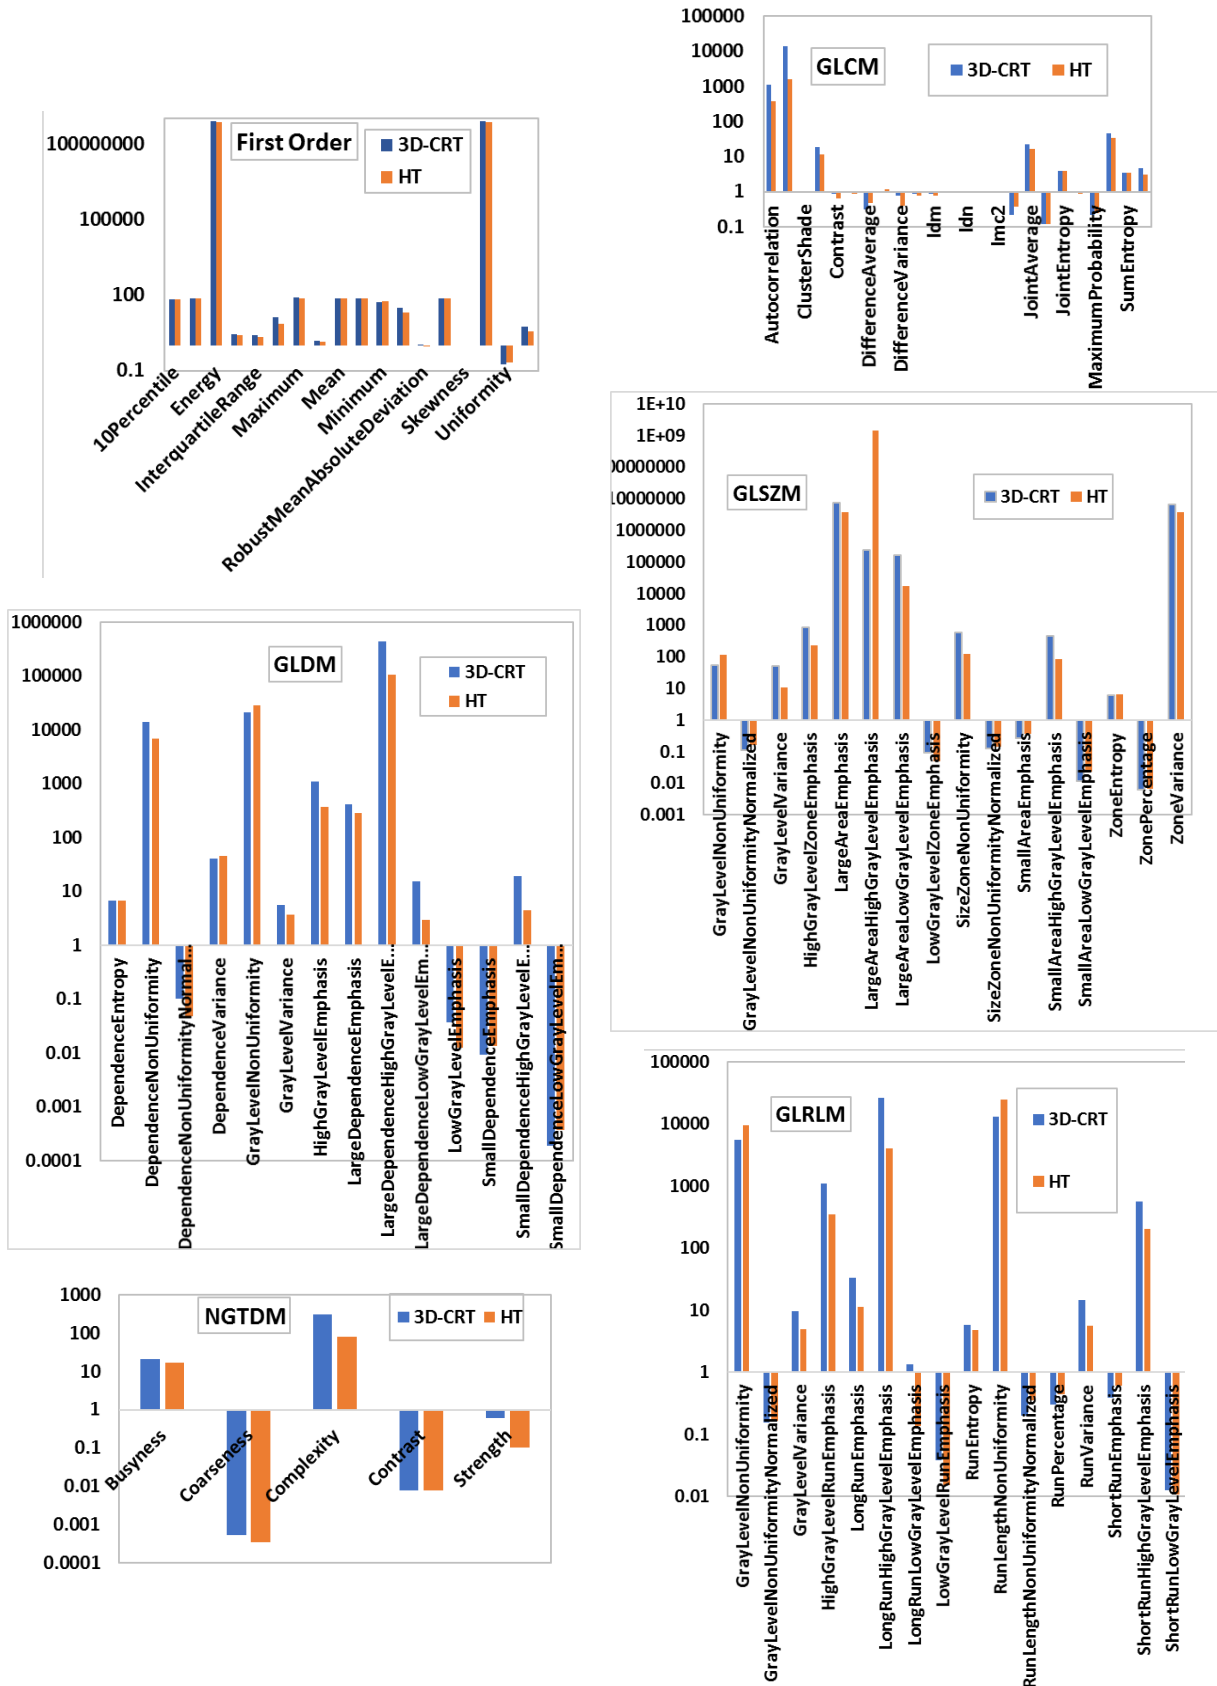 First Order
3D-CRT
HT
100000000
100000
100
0.1
10Percentile
Energy
InterquartileRange
Maximum
Mean
Minimum
RobustMeanAbsoluteDeviation
Skewness
Uniformity
GLCM
3D-CRT
HT
100000
10000
1000
100
10
1
0.1
Autocorrelation
ClusterShade
Contrast
DifferenceAverage
DifferenceVariance
Idm
Idn
Imc2
JointAverage
JointEntropy
MaximumProbability
SumEntropy
GLSZM
3D-CRT
HT
1E+10
1E+09
00000000
10000000
1000000
100000
10000
1000
100
10
1
0.1
0.01
0.001
GrayLevelNonUniformity
GrayLevelNonUniformityNormalized
GrayLevelVariance
HighGrayLevelZoneEmphasis
LargeAreaEmphasis
LargeAreaHighGrayLevelEmphasis
LargeAreaLowGrayLevelEmphasis
LowGrayLevelZoneEmphasis
SizeZoneNonUniformity
SizeZoneNonUniformityNormalized
SmallAreaEmphasis
SmallAreaHighGrayLevelEmphasis
SmallAreaLowGrayLevelEmphasis
ZoneEntropy
ZonePercentage
ZoneVariance
GLDM
3D-CRT
HT
1000000
100000
10000
1000
100
10
1
0.1
0.01
0.001
0.0001
DependenceEntropy
DependenceNonUniformity
DependenceNonUniformityNormal...
DependenceVariance
GrayLevelNonUniformity
GrayLevelVariance
HighGrayLevelEmphasis
LargeDependenceEmphasis
LargeDependenceHighGrayLevelE...
LargeDependenceLowGrayLevelEm...
LowGrayLevelEmphasis
SmallDependenceEmphasis
SmallDependenceHighGrayLevelE...
SmallDependenceLowGrayLevelEm...
GLRLM
3D-CRT
HT
100000
10000
1000
100
10
1
0.1
0.01
GrayLevelNonUniformity
GrayLevelNonUniformityNormalized
GrayLevelVariance
HighGrayLevelRunEmphasis
LongRunEmphasis
LongRunHighGrayLevelEmphasis
LongRunLowGrayLevelEmphasis
LowGrayLevelRunEmphasis
RunEntropy
RunLengthNonUniformity
RunLengthNonUniformityNormalized
RunPercentage
RunVariance
ShortRunEmphasis
ShortRunHighGrayLevelEmphasis
ShortRunLowGrayLevelEmphasis
NGTDM
3D-CRT
HT
1000
100
10
1
0.1
0.01
0.001
0.0001
Busyness
Coarseness
Complexity
Contrast
Strength